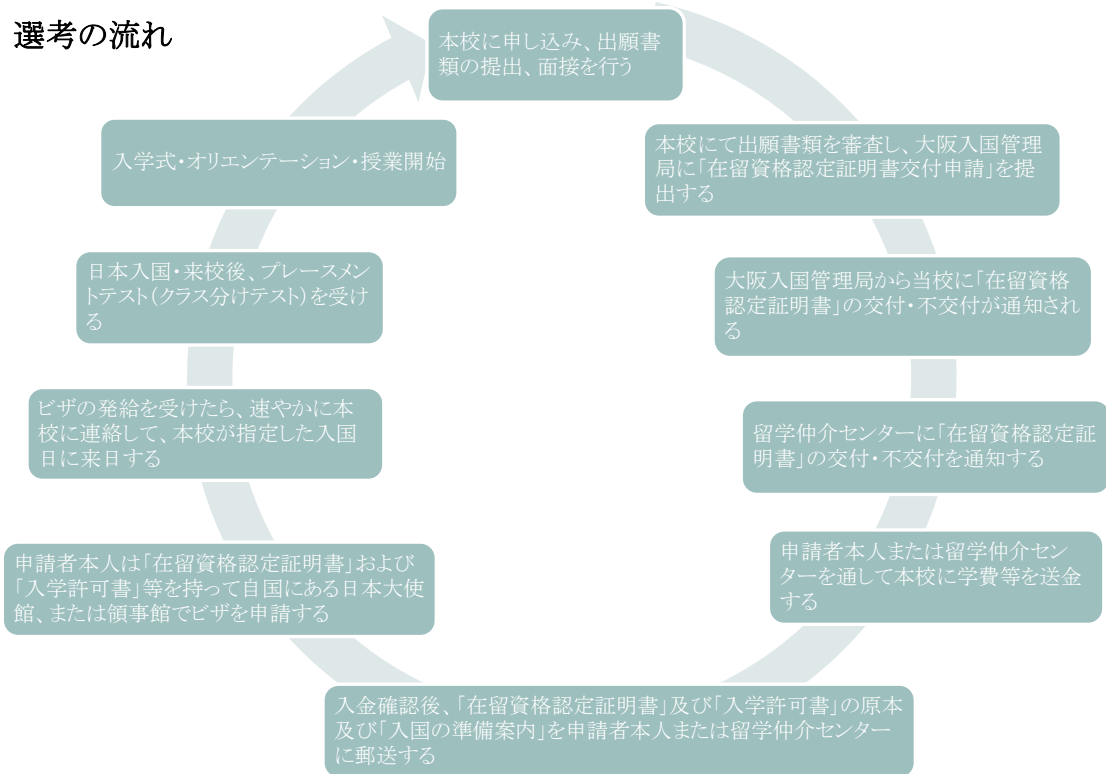 選考の流れ
本校に申し込み、出願書
類の提出、面接を行う
本校にて出願書類を審査し、大阪入国管理
局に「在留資格認定証明書交付申請」を提
出する
大阪入国管理局から当校に「在留資格
認定証明書」の交付・不交付が通知され
る
留学仲介センターに「在留資格認定証
明書」の交付・不交付を通知する
申請者本人または留学仲介セン
ターを通して本校に学費等を送金
する
入金確認後、「在留資格認定証明書」及び「入学許可書」の原本
及び「入国の準備案内」を申請者本人または留学仲介センター
に郵送する
申請者本人は「在留資格認定証明書」および
「入学許可書」等を持って自国にある日本大使
館、または領事館でビザを申請する
ビザの発給を受けたら、速やかに本
校に連絡して、本校が指定した入国
日に来日する
日本入国・来校後、プレースメン
トテスト(クラス分けテスト)を受け
る
入学式・オリエンテーション・授業開始